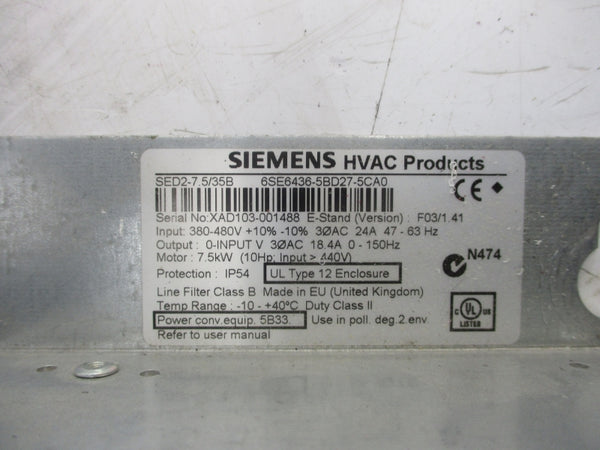 SIEMENS HVAC Products
SED2-7.5/35B 6SE6436-5BD27-5CA0
Serial No:XAD103-001488 E-Stand (Version) : F03/1.41
Input: 380-480V +10% -10% 3ØAC 24A 47 - 63 Hz
Output : 0-INPUT V 3ØAC 18.4A 0 - 150Hz
Motor : 7.5kW (10Hp; Input > 440V)
N474
Protection : IP54 UL Type 12 Enclosure
Line Filter Class B Made in EU (United Kingdom)
Temp Range : -10 - +40°C Duty Class II
Power conv.equip. 5B33. Use in poll. deg.2 env.
Refer to user manual
CE
C UL US
LISTED